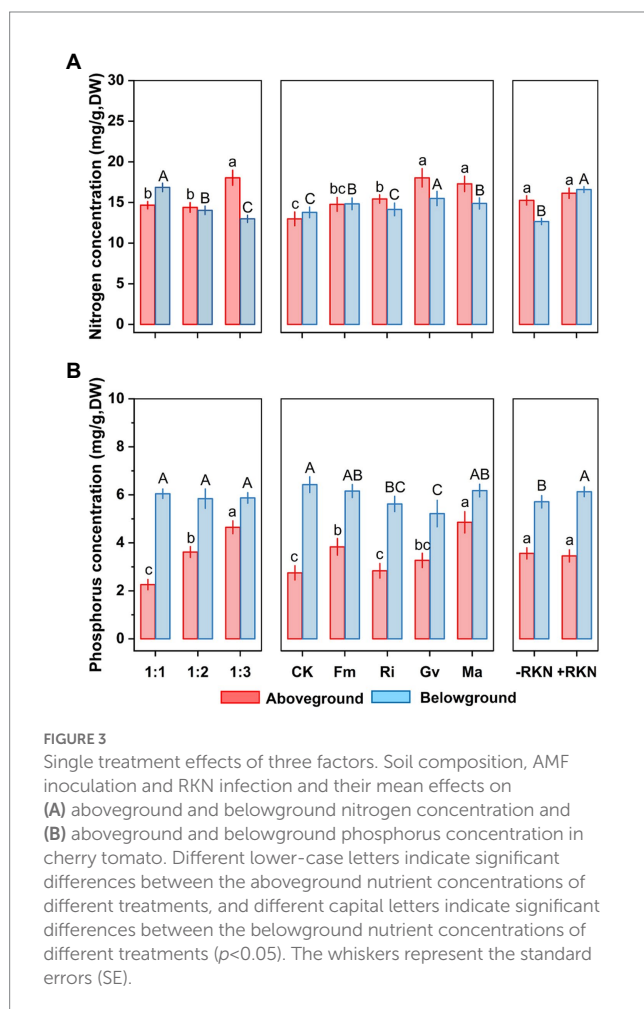 A
Nitrogen concentration (mg/g,DW)
30
25
20
15
10
5
0
b A b B a C
c C bc B b C a A a B
a B a A
B
Phosphorus concentration (mg/g,DW)
10
8
6
4
2
0
c A b A a A
c A b AB c BC bc C a AB
a B a A
1:1 1:2 1:3 CK Fm Ri Gv Ma -RKN +RKN
Aboveground Belowground
FIGURE 3
Single treatment effects of three factors. Soil composition, AMF
inoculation and RKN infection and their mean effects on
(A) aboveground and belowground nitrogen concentration and
(B) aboveground and belowground phosphorus concentration in
cherry tomato. Different lower-case letters indicate significant
differences between the aboveground nutrient concentrations of
different treatments, and different capital letters indicate significant
differences between the belowground nutrient concentrations of
different treatments (p<0.05). The whiskers represent the standard
errors (SE).